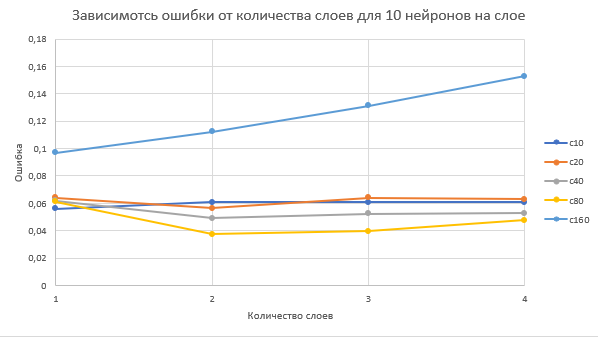 Зависимотсь ошибки от количества слоев для 10 нейронов на слое
0,18
0,16
0,14
0,12
0,1
0,08
0,06
0,04
0,02
0
Ошибка
1 2 3 4
Количество слоев
c10
c20
c40
c80
c160